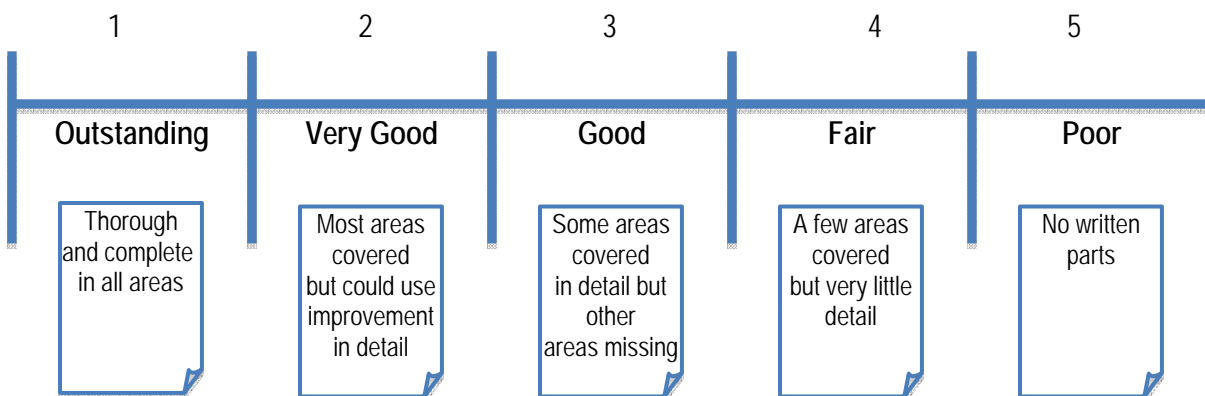 1 2 3 4 5
Outstanding Very Good Good Fair Poor
Thorough
and complete
in all areas
Most areas
covered
but could use
improvement
in detail
Some areas
covered
in detail but
other
areas missing
A few areas
covered
but very little
detail
No written
parts